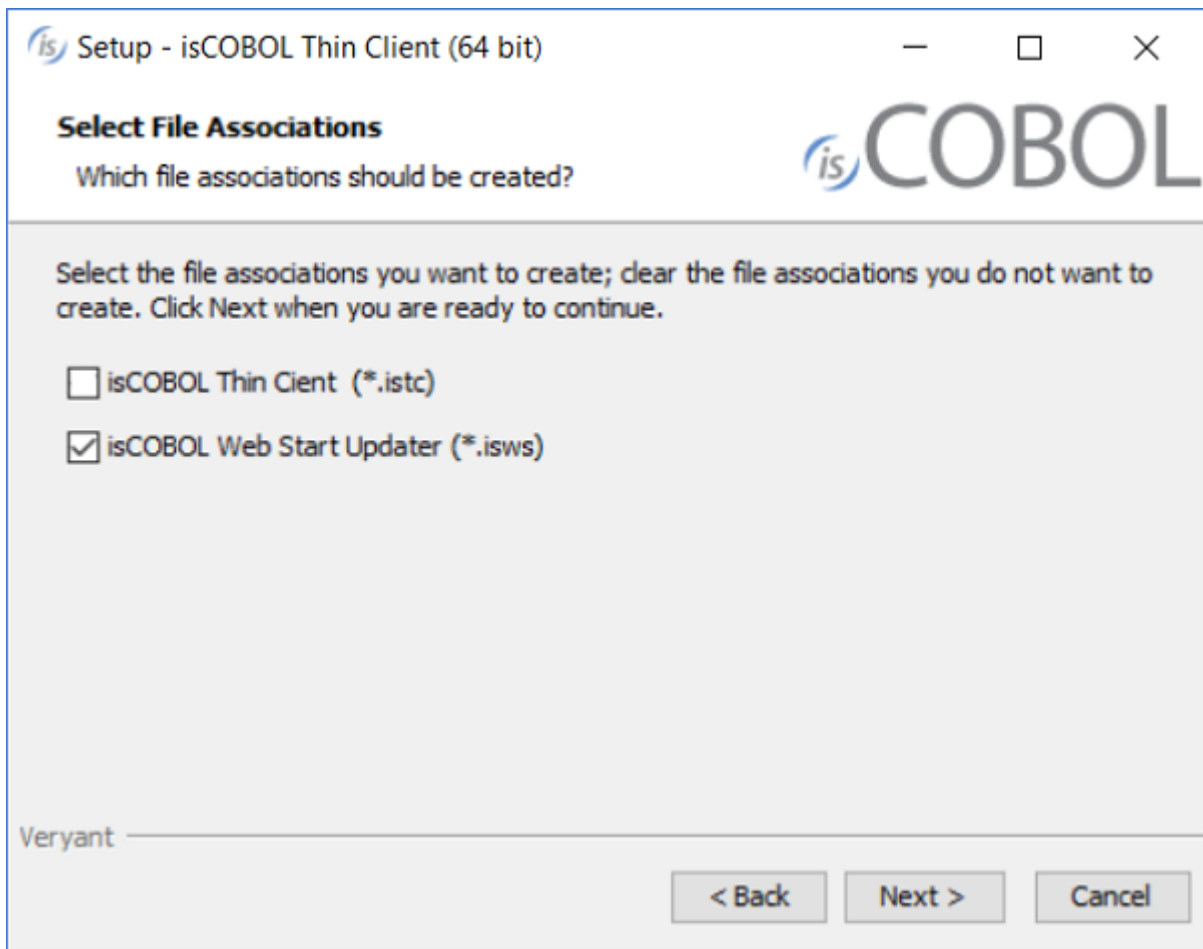 is Setup - isCOBOL Thin Client (64 bit)
Select File Associations
Which file associations should be created?
isCOBOL
Select the file associations you want to create; clear the file associations you do not want to
create. Click Next when you are ready to continue.
isCOBOL Thin Cient (*.istc)
isCOBOL Web Start Updater (*.isws)
Veryant
< Back Next > Cancel